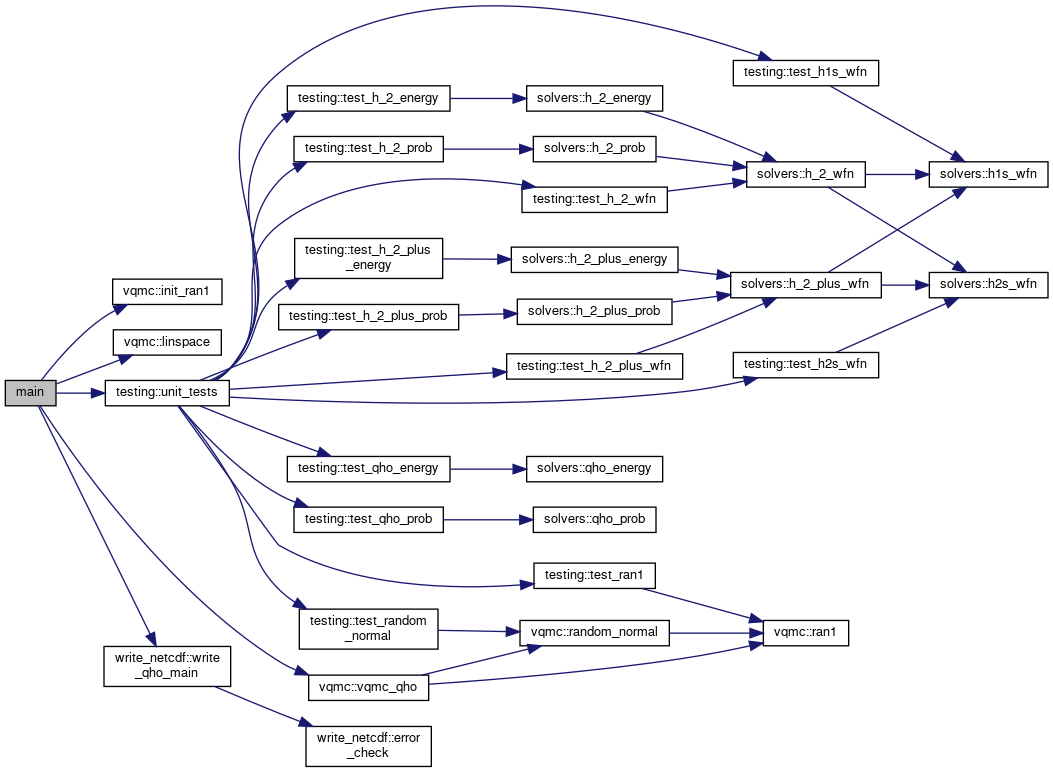 main
vqmc::init_ran1
vqmc::linspace
testing::unit_tests
write_netcdf::write
_qho_main
testing::test_h_2_energy
testing::test_h_2_prob
testing::test_h_2_plus
_energy
testing::test_h_2_plus_prob
testing::test_qho_energy
testing::test_qho_prob
testing::test_random
_normal
vqmc::vqmc_qho
write_netcdf::error
_check
solvers::h_2_energy
solvers::h_2_prob
testing::test_h_2_wfn
solvers::h_2_plus_energy
solvers::h_2_plus_prob
testing::test_h_2_plus_wfn
solvers::qho_energy
solvers::qho_prob
testing::test_ran1
vqmc::random_normal
testing::test_h1s_wfn
solvers::h_2_wfn
solvers::h_2_plus_wfn
testing::test_h2s_wfn
vqmc::ran1
solvers::h1s_wfn
solvers::h2s_wfn